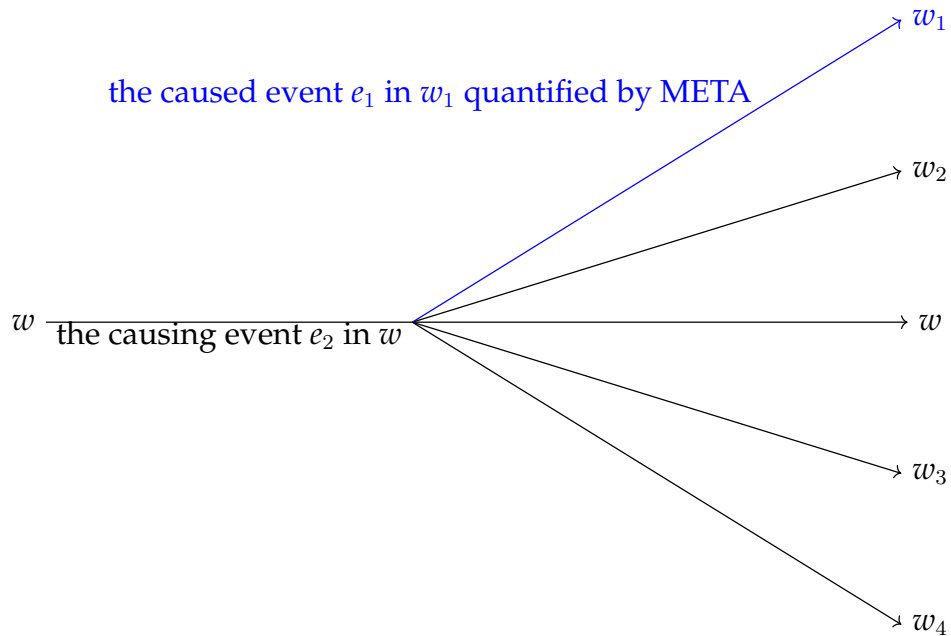 w₁
the caused event e₁ in w₁ quantified by META
w₂
w
the causing event e₂ in w
w
w₃
w₄